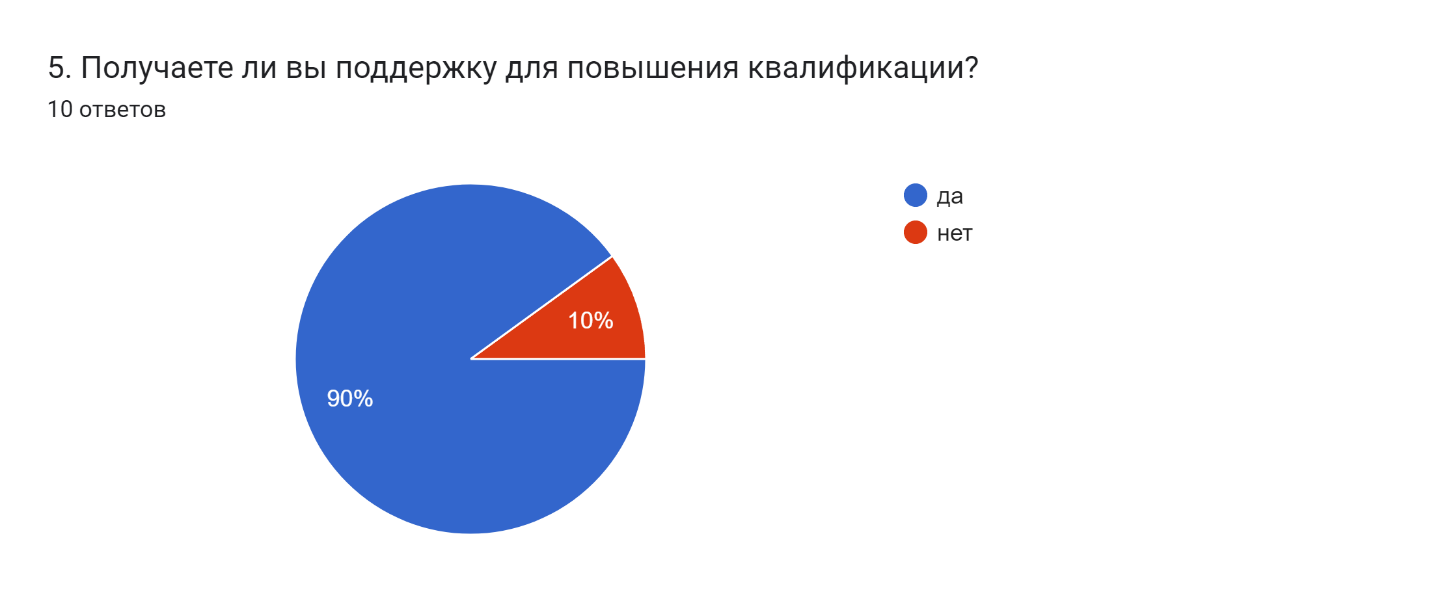 5. Получаете ли вы поддержку для повышения квалификации?
10 ответов
да
нет
10%
90%